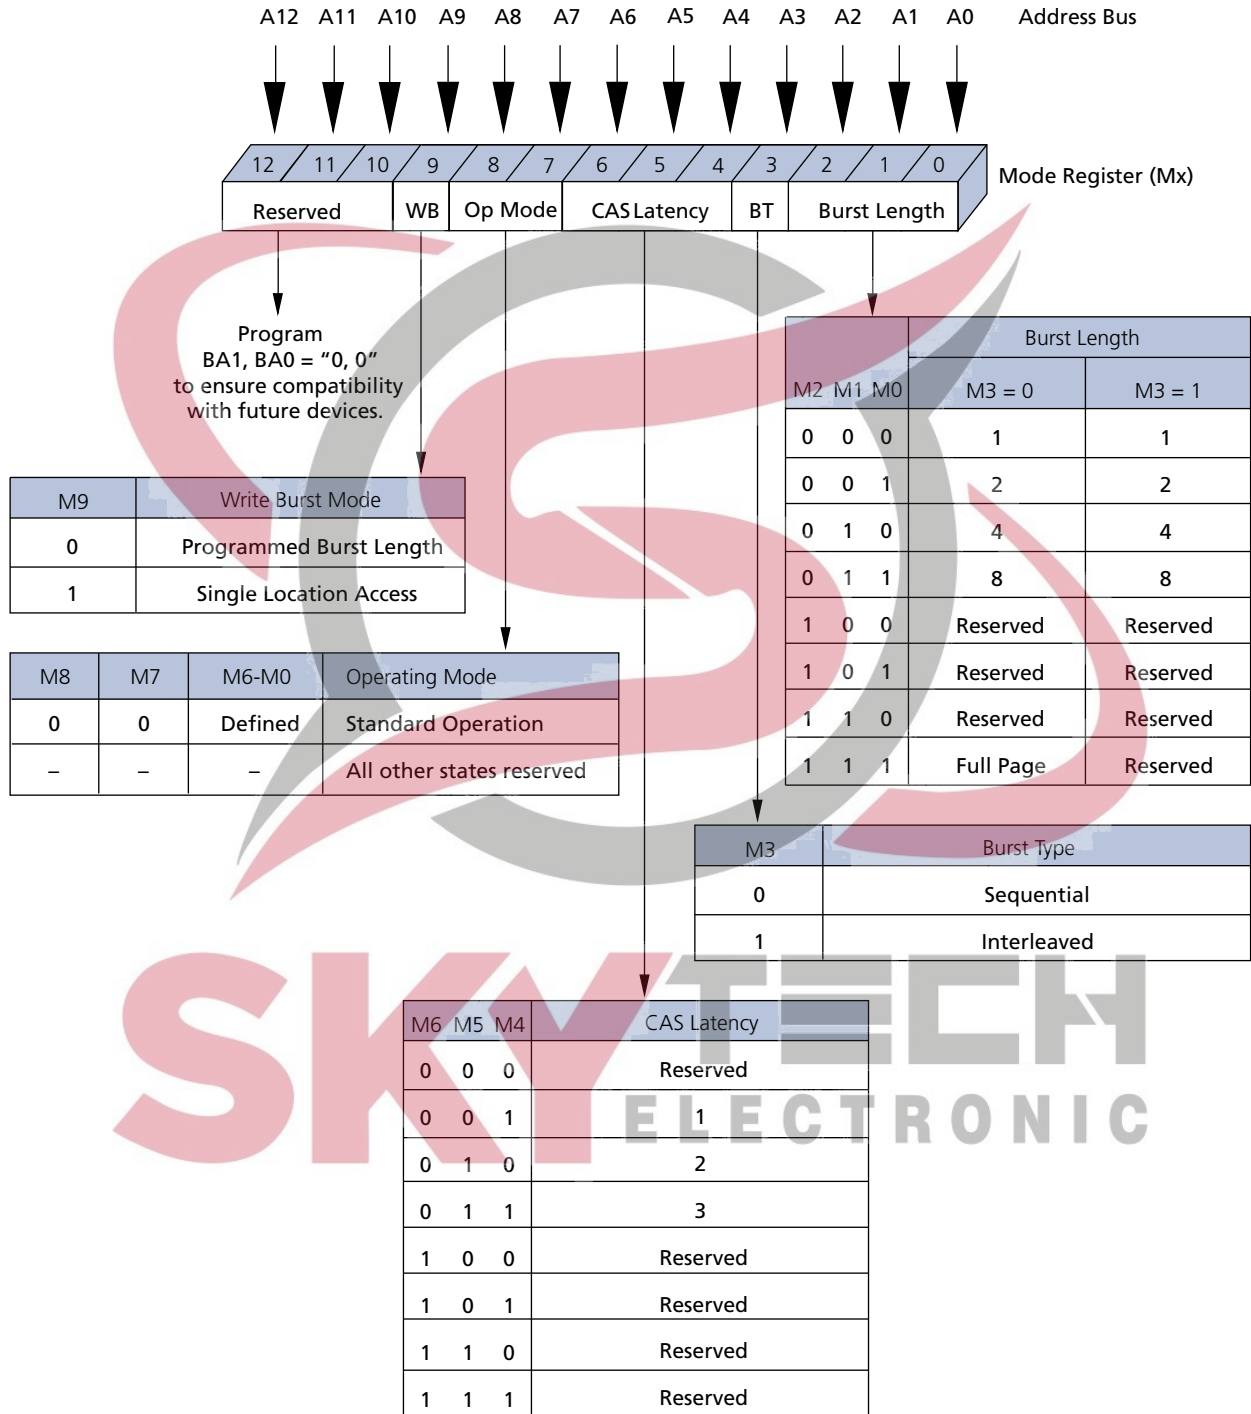 A12 A11 A10 A9 A8 A7 A6 A5 A4 A3 A2 A1 A0 Address Bus
12 11 10 9 8 7 6 5 4 3 2 1 0
Mode Register (Mx)
Reserved WB Op Mode CAS Latency BT Burst Length
Program
BA1, BA0 = “0, 0”
to ensure compatibility
with future devices.
Burst Length
M2 M1 M0 M3 = 0 M3 = 1
0 0 0 1 1
0 0 1 2 2
0 1 0 4 4
0 1 1 8 8
1 0 0 Reserved Reserved
1 0 1 Reserved Reserved
1 1 0 Reserved Reserved
1 1 1 Full Page Reserved
M9 Write Burst Mode
0 Programmed Burst Length
1 Single Location Access
M8 M7 M6-M0 Operating Mode
0 0 Defined Standard Operation
– – – All other states reserved
M3 Burst Type
0 Sequential
1 Interleaved
M6 M5 M4 CAS Latency
0 0 0 Reserved
0 0 1 1
0 1 0 2
0 1 1 3
1 0 0 Reserved
1 0 1 Reserved
1 1 0 Reserved
1 1 1 Reserved
SKYTECH
ELECTRONIC